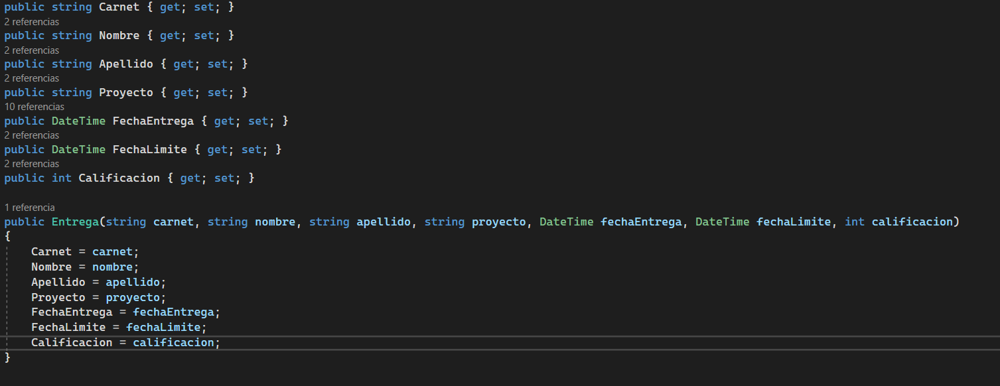 public string Carnet { get; set; }
2 referencias
public string Nombre { get; set; }
2 referencias
public string Apellido { get; set; }
2 referencias
public string Proyecto { get; set; }
10 referencias
public DateTime FechaEntrega { get; set; }
2 referencias
public DateTime FechaLimite { get; set; }
2 referencias
public int Calificacion { get; set; }
1 referencia
public Entrega(string carnet, string nombre, string apellido, string proyecto, DateTime fechaEntrega, DateTime fechaLimite, int calificacion)
{
Carnet = carnet;
Nombre = nombre;
Apellido = apellido;
Proyecto = proyecto;
FechaEntrega = fechaEntrega;
FechaLimite = fechaLimite;
Calificacion = calificacion;
}